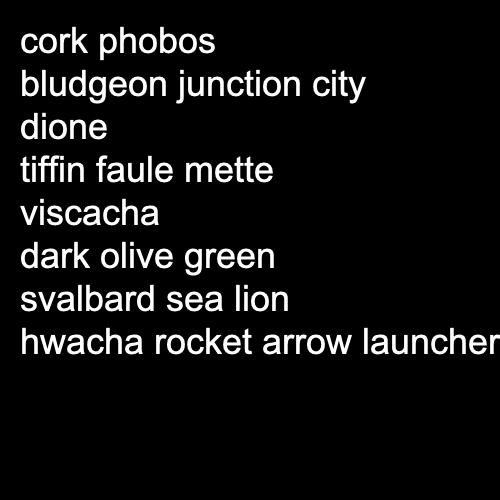 cork phobos
bludgeon junction city
dione
tiffin faule mette
viscacha
dark olive green
svalbard sea lion
hwacha rocket arrow launcher